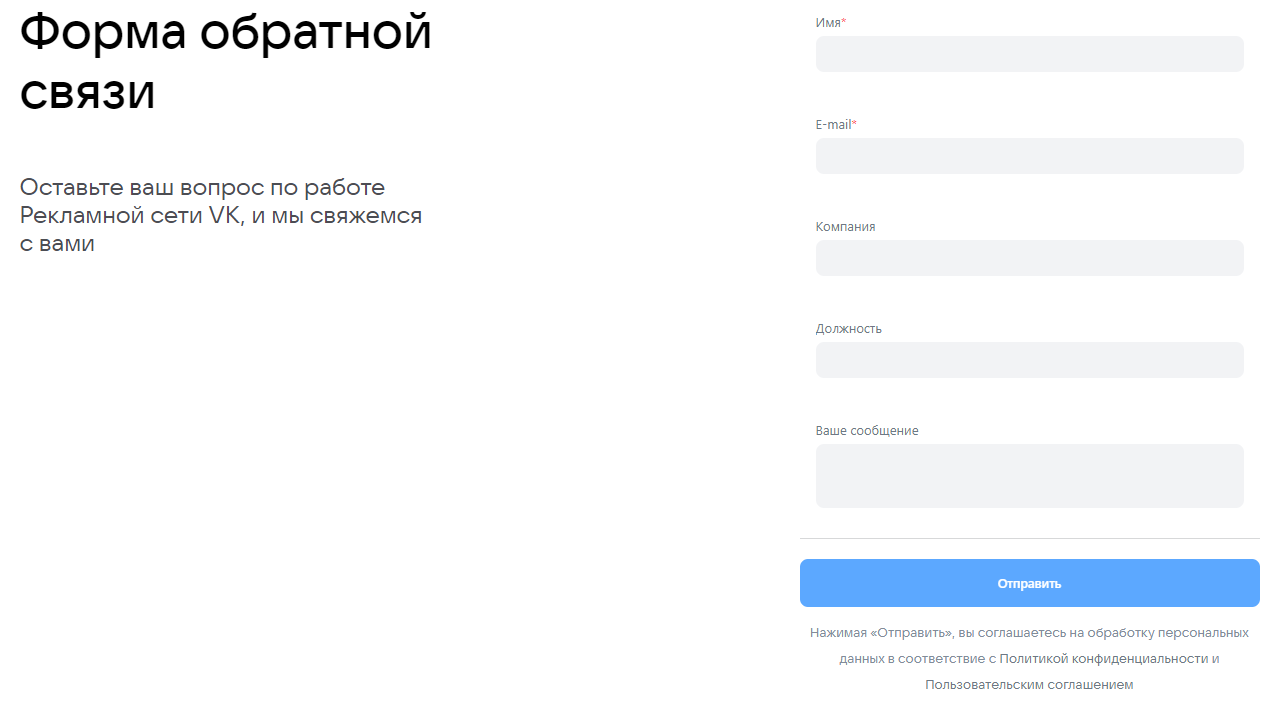 Форма обратной
связи
Оставьте ваш вопрос по работе
Рекламной сети VK, и мы свяжемся
с вами
Имя*
E-mail*
Компания
Должность
Ваше сообщение
Отправить
Нажимая «Отправить», вы соглашаетесь на обработку персональных
данных в соответствие с Политикой конфиденциальности и
Пользовательским соглашением